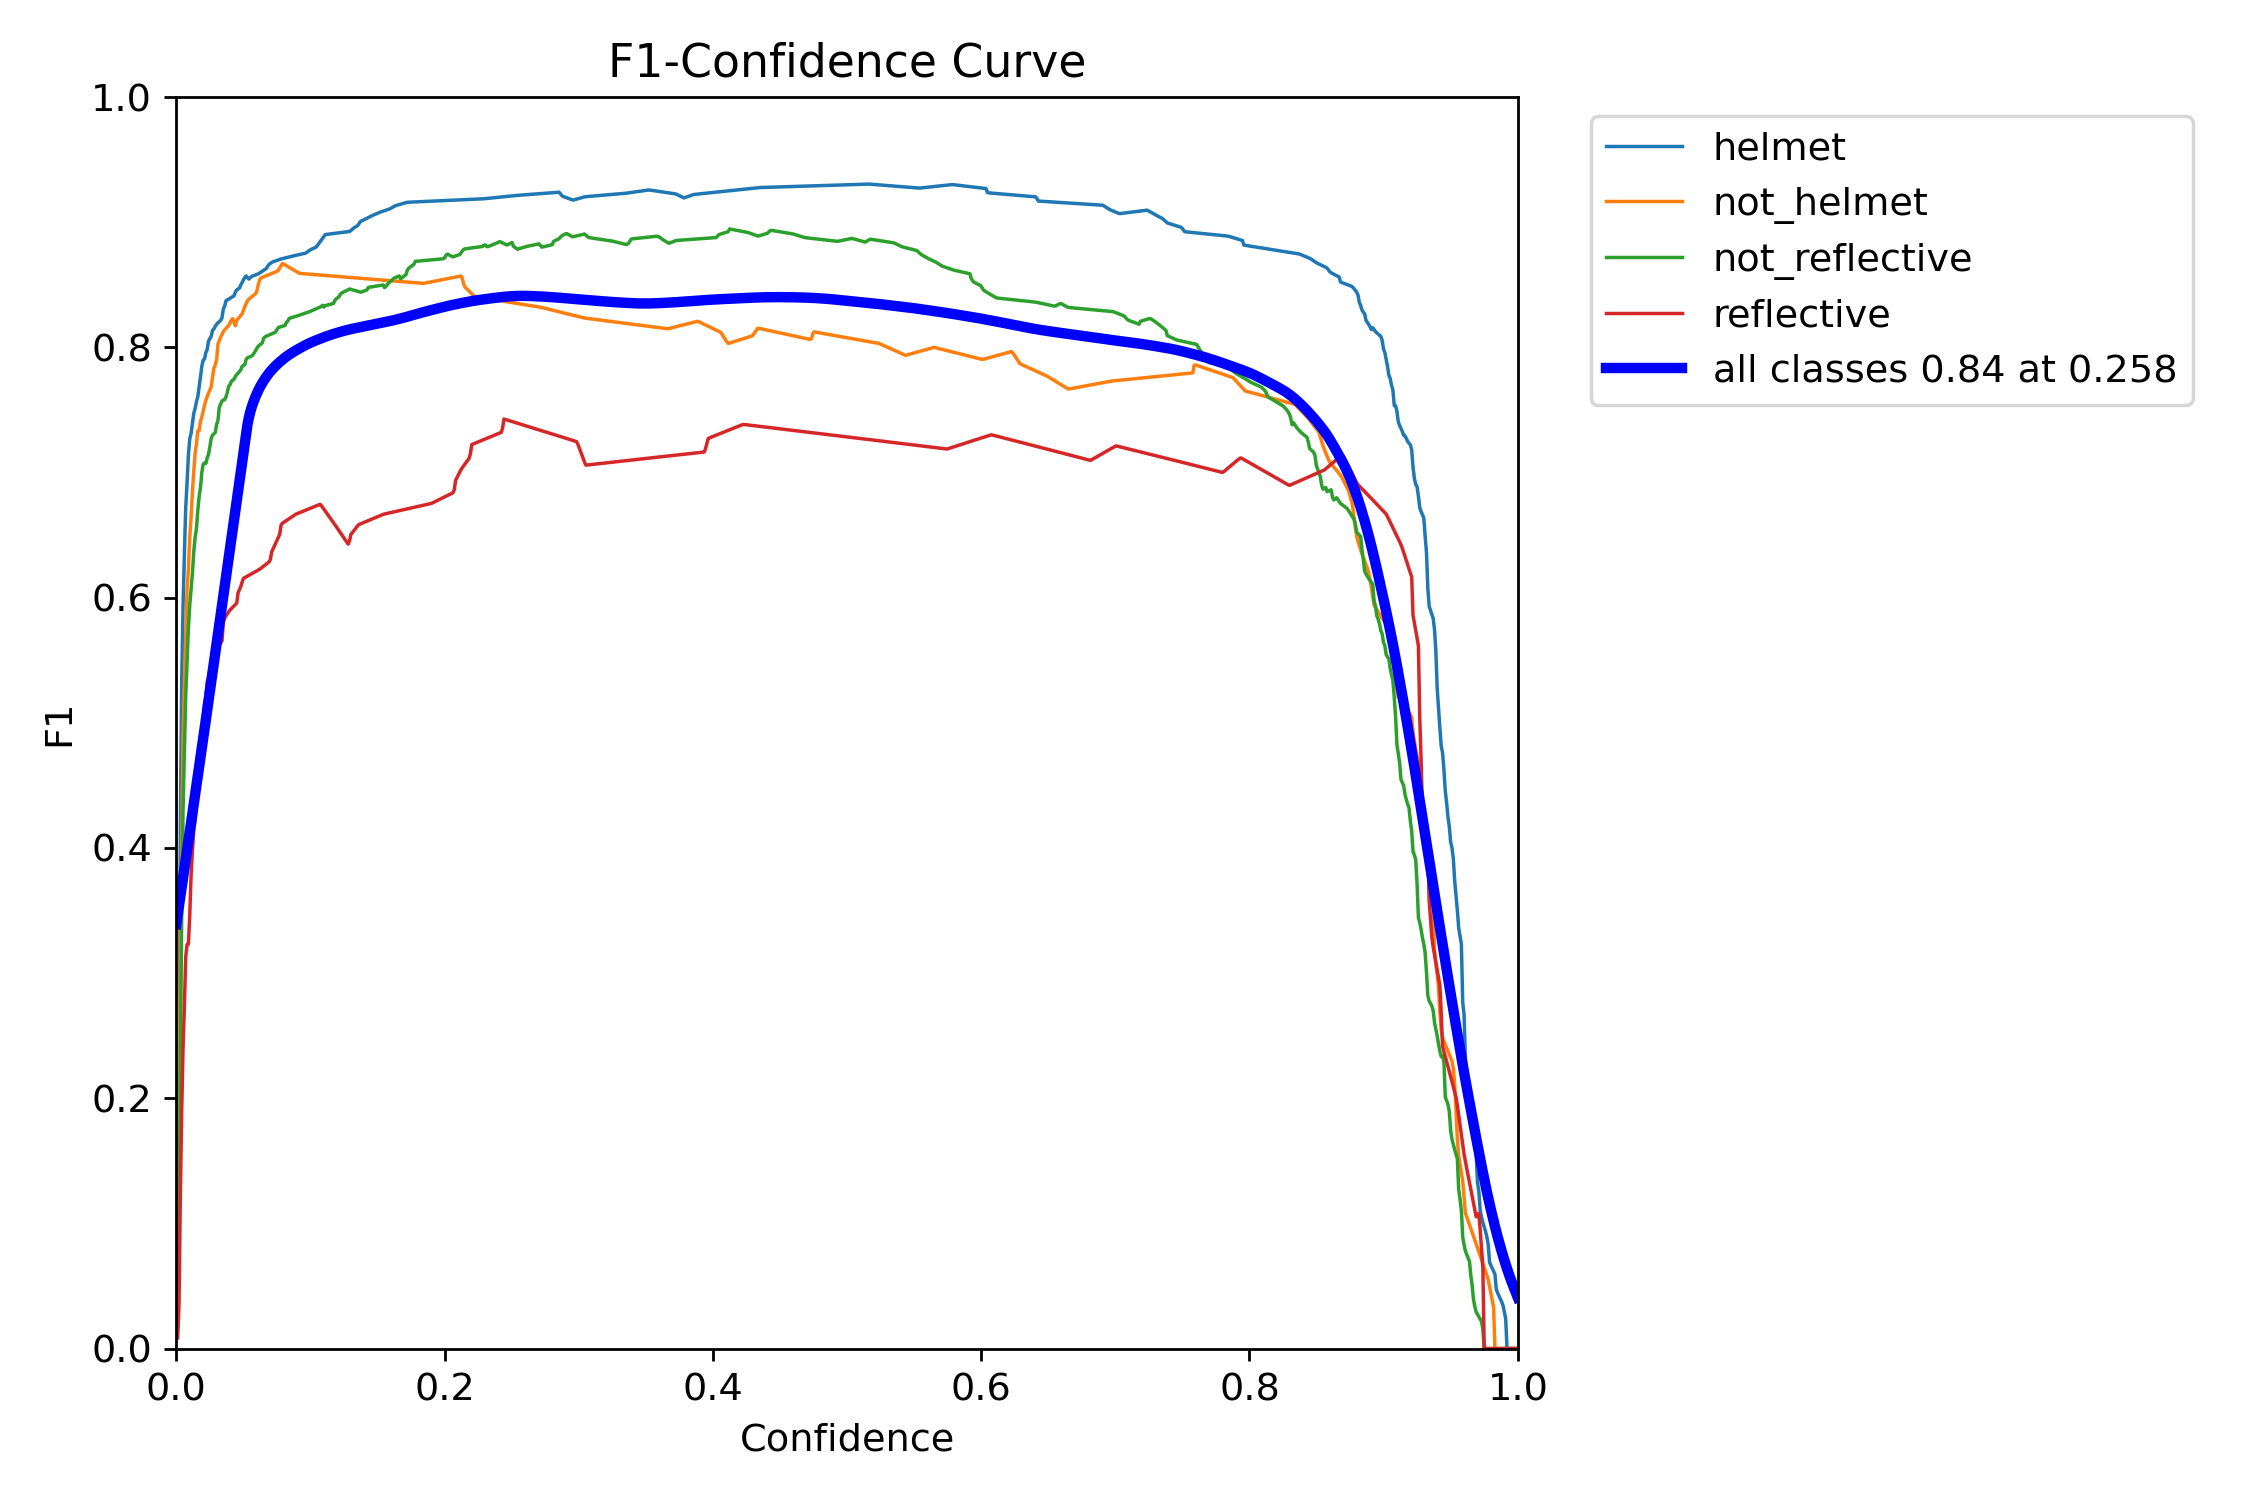 F1-Confidence Curve
1.0
0.8
0.6
0.4
0.2
0.0
F1
0.0 0.2 0.4 0.6 0.8 1.0
Confidence
helmet
not_helmet
not_reflective
reflective
all classes 0.84 at 0.258